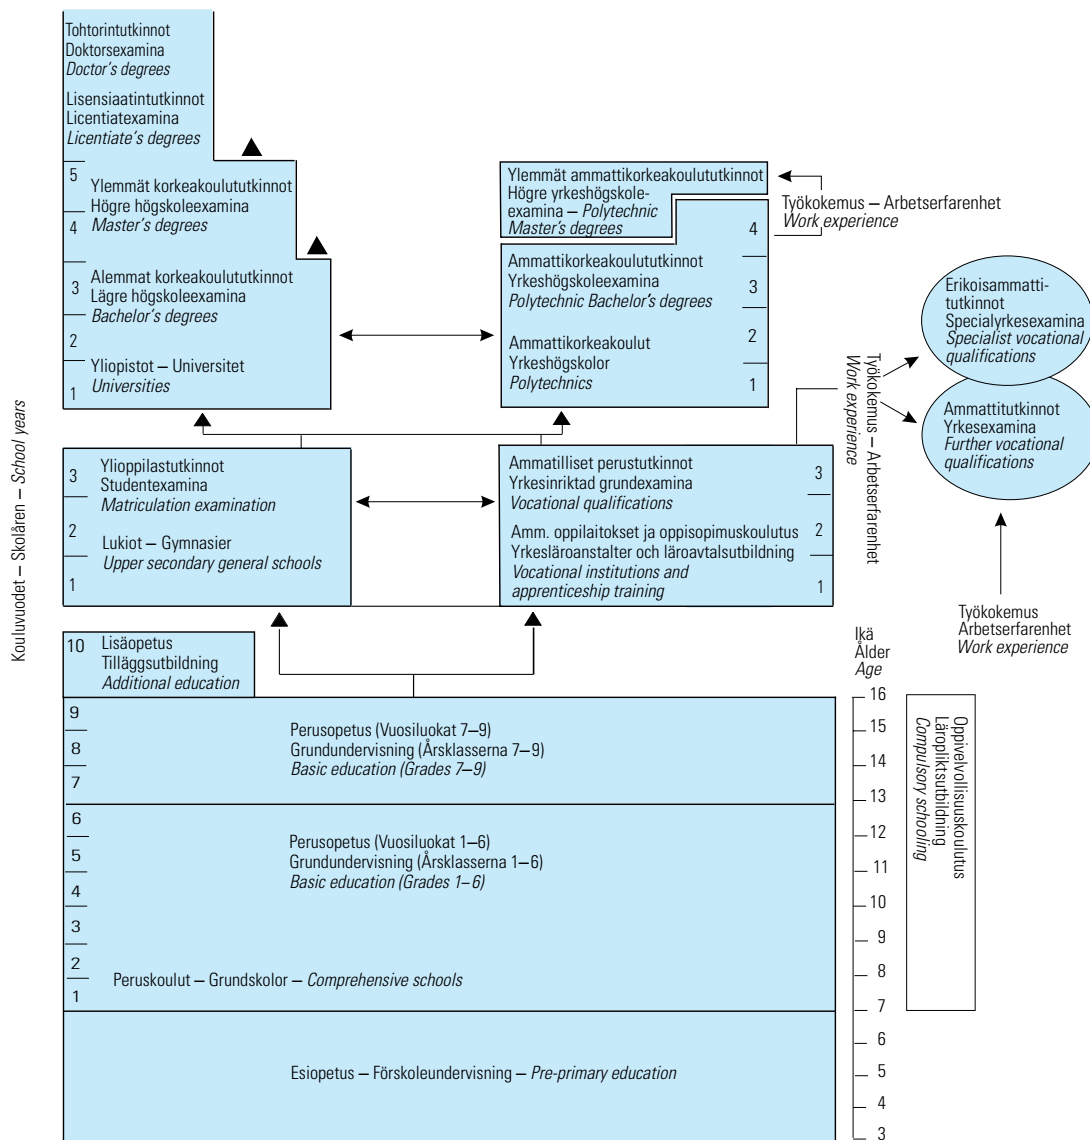 Tohtorintutkinnot
Doktorsexamina
Doctor's degrees
Lisensiaatintutkinnot
Licentiatexamina
Licentiate's degrees
5
Ylemmät korkeakoulututkinnot
Högre högskoleexamina
Master's degrees
4
3
Alemmat korkeakoulututkinnot
Lägre högskoleexamina
Bachelor's degrees
2
Yliopistot – Universitet
Universities
1
Ylemmät ammattikorkeakoulututkinnot
Högre yrkeshögskole-
examina – Polytechnic
Master's degrees
4
Työkokemus – Arbetserfarenhet
Work experience
Ammattikorkeakoulututkinnot
Yrkeshögskoleexamina
Polytechnic Bachelor's degrees
3
Ammattikorkeakoulut
Yrkeshögskolor
Polytechnics
2
1
Erikoisammatti-
tutkinnot
Specialyrkesexamina
Specialist vocational
qualifications
Ammattitutkinnot
Yrkesexamina
Further vocational
qualifications
Työkokemus – Arbetserfarenhet
Work experience
Työkokemus
Arbetserfarenhet
Work experience
Kouluvuodet – Skolåren – School years
3
Ylioppilastutkinnot
Studentexamina
Matriculation examination
2
Lukiot – Gymnasier
Upper secondary general schools
1
Ammatilliset perustutkinnot
Yrkesinriktad grundexamina
Vocational qualifications
3
Amm. oppilaitokset ja oppisopimuskoulutus
Yrkesläroanstalter och läroavtalsutbildning
Vocational institutions and
apprenticeship training
2
1
10
Lisäopetus
Tilläggsutbildning
Additional education
9
8
7
Perusopetus (Vuosiluokat 7–9)
Grundundervisning (Årsklasserna 7–9)
Basic education (Grades 7–9)
6
5
4
3
2
1
Perusopetus (Vuosiluokat 1–6)
Grundundervisning (Årsklasserna 1–6)
Basic education (Grades 1–6)
Peruskoulut – Grundskolor – Comprehensive schools
Esiopetus – Förskoleundervisning – Pre-primary education
Ikä
Ålder
Age
16
15
14
13
12
11
10
9
8
7
6
5
4
3
Oppivelvollisuuskoulutus
Läropliktsutbildning
Compulsory schooling